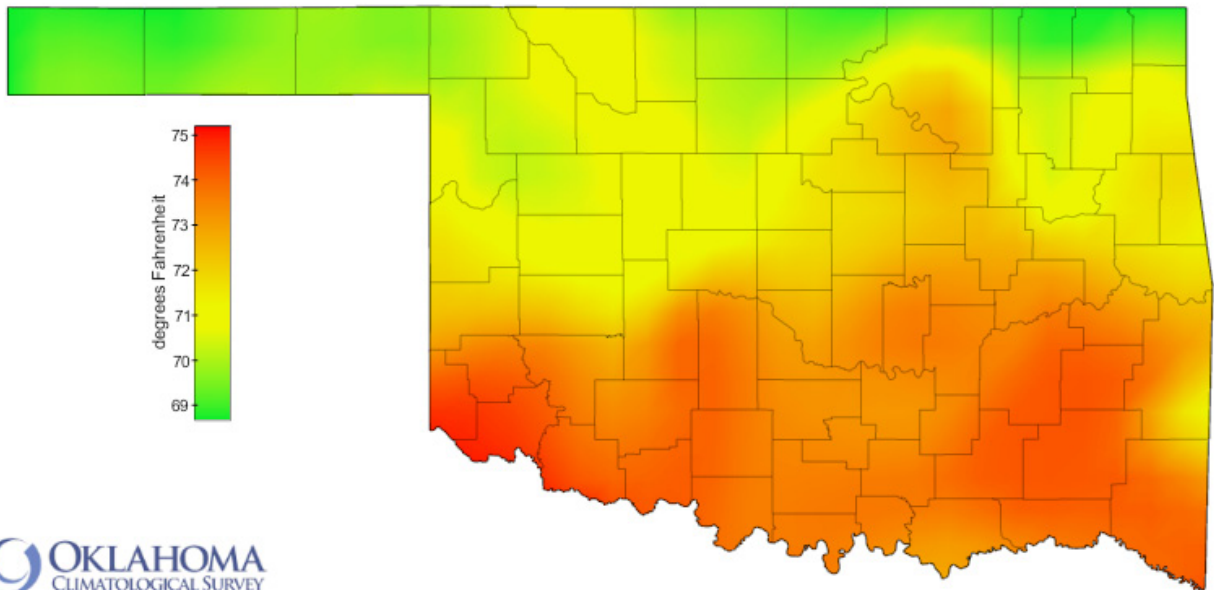 75
74
73
72
71
70
69
degrees Fahrenheit
OKLAHOMA
CLIMATOLOGICAL SURVEY